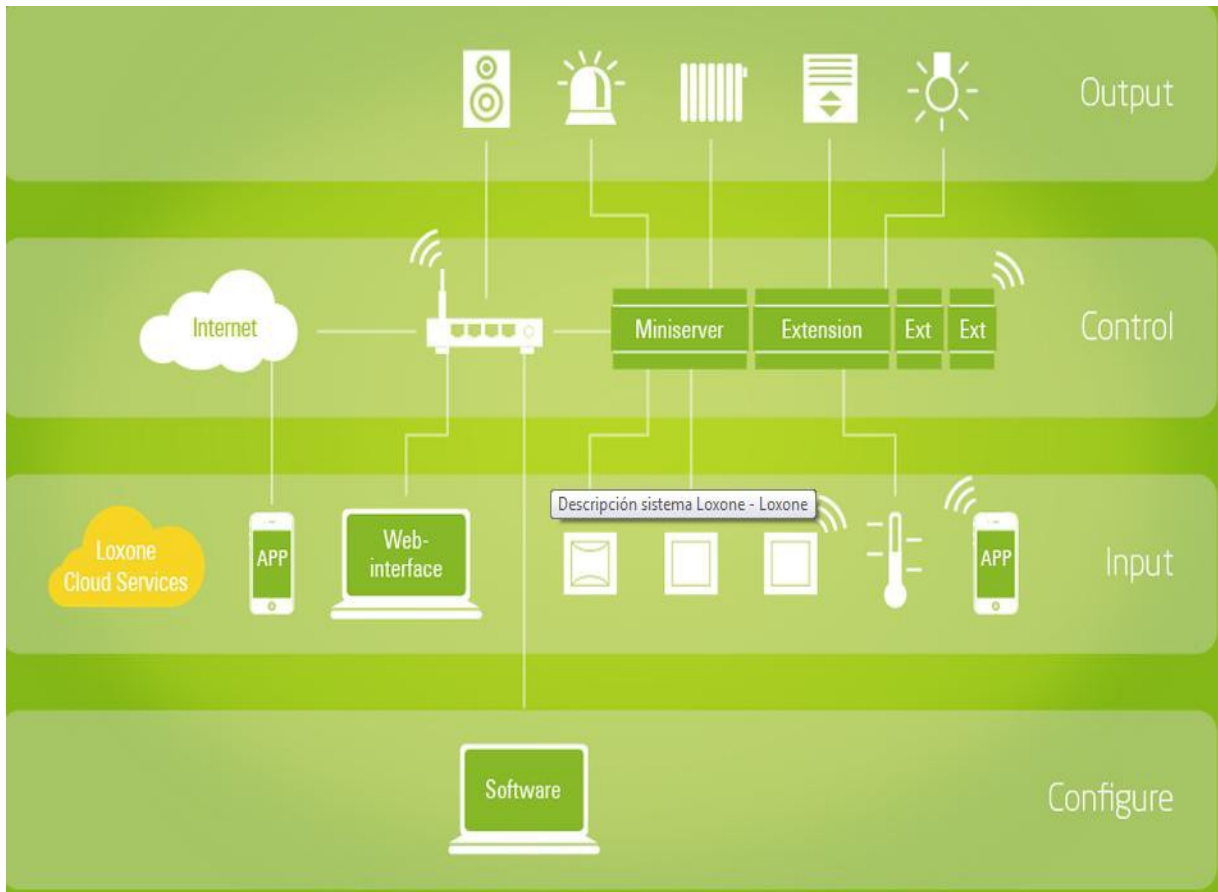 Output
Internet
Miniserver
Extension
Ext
Ext
Control
Descripción sistema Loxone - Loxone
Loxone
Cloud Services
APP
Web-
interface
APP
Input
Software
Configure